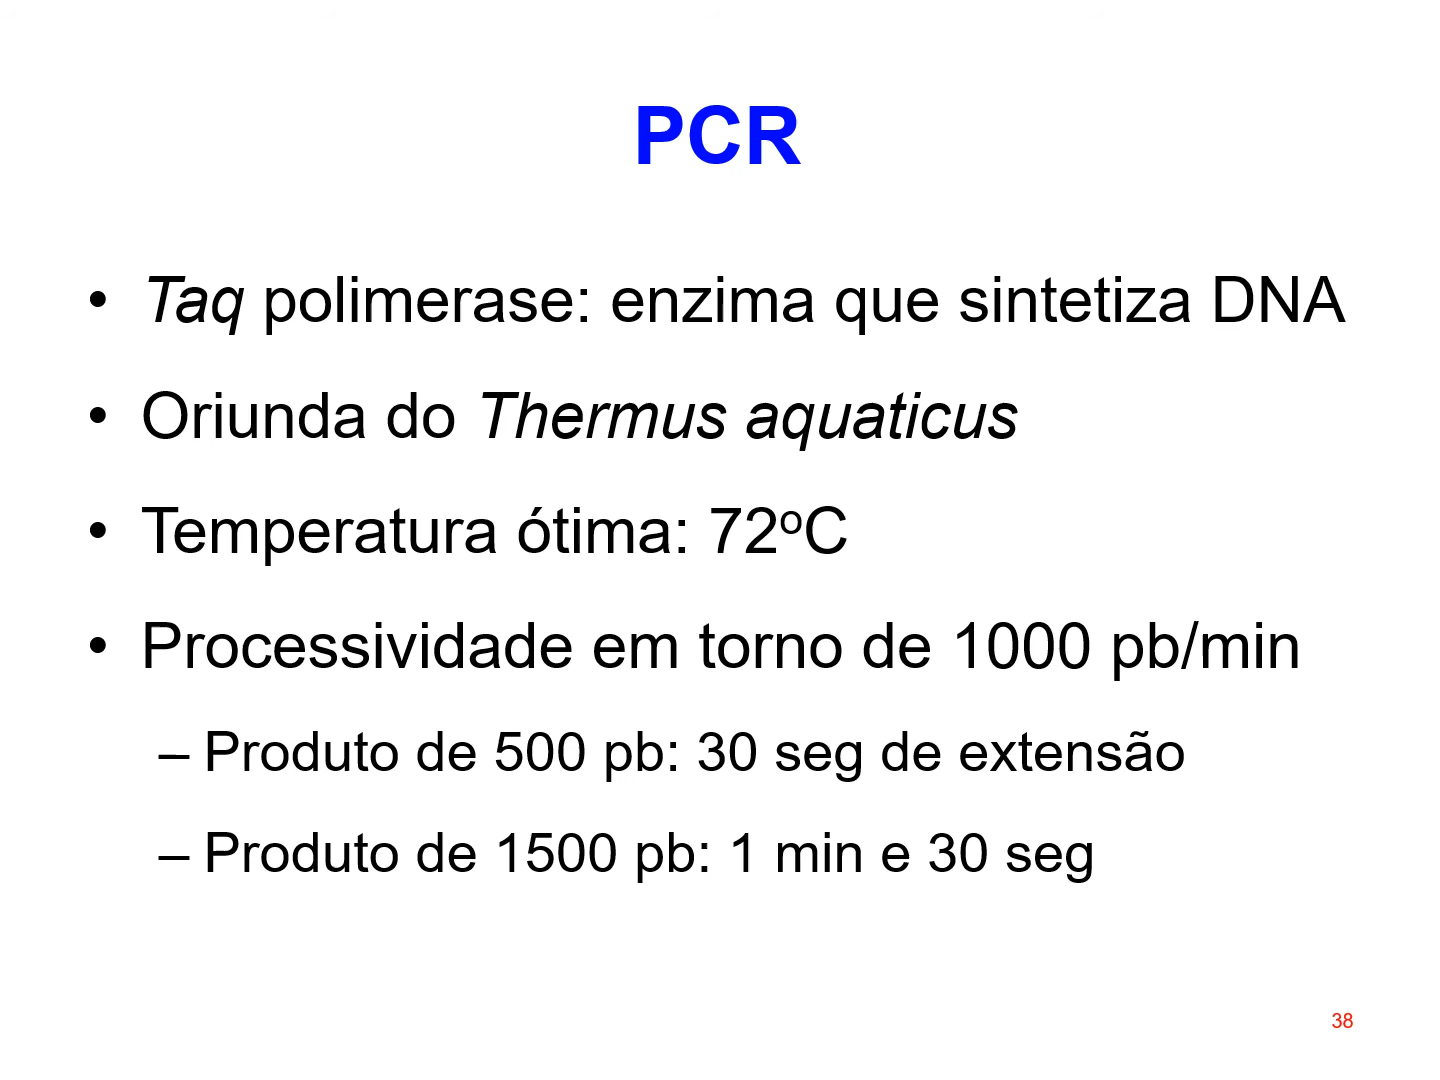 PCR
• Taq polimerase: enzima que sintetiza DNA
• Oriunda do Thermus aquaticus
• Temperatura ótima: 72ºC
• Processividade em torno de 1000 pb/min
– Produto de 500 pb: 30 seg de extensão
– Produto de 1500 pb: 1 min e 30 seg
38